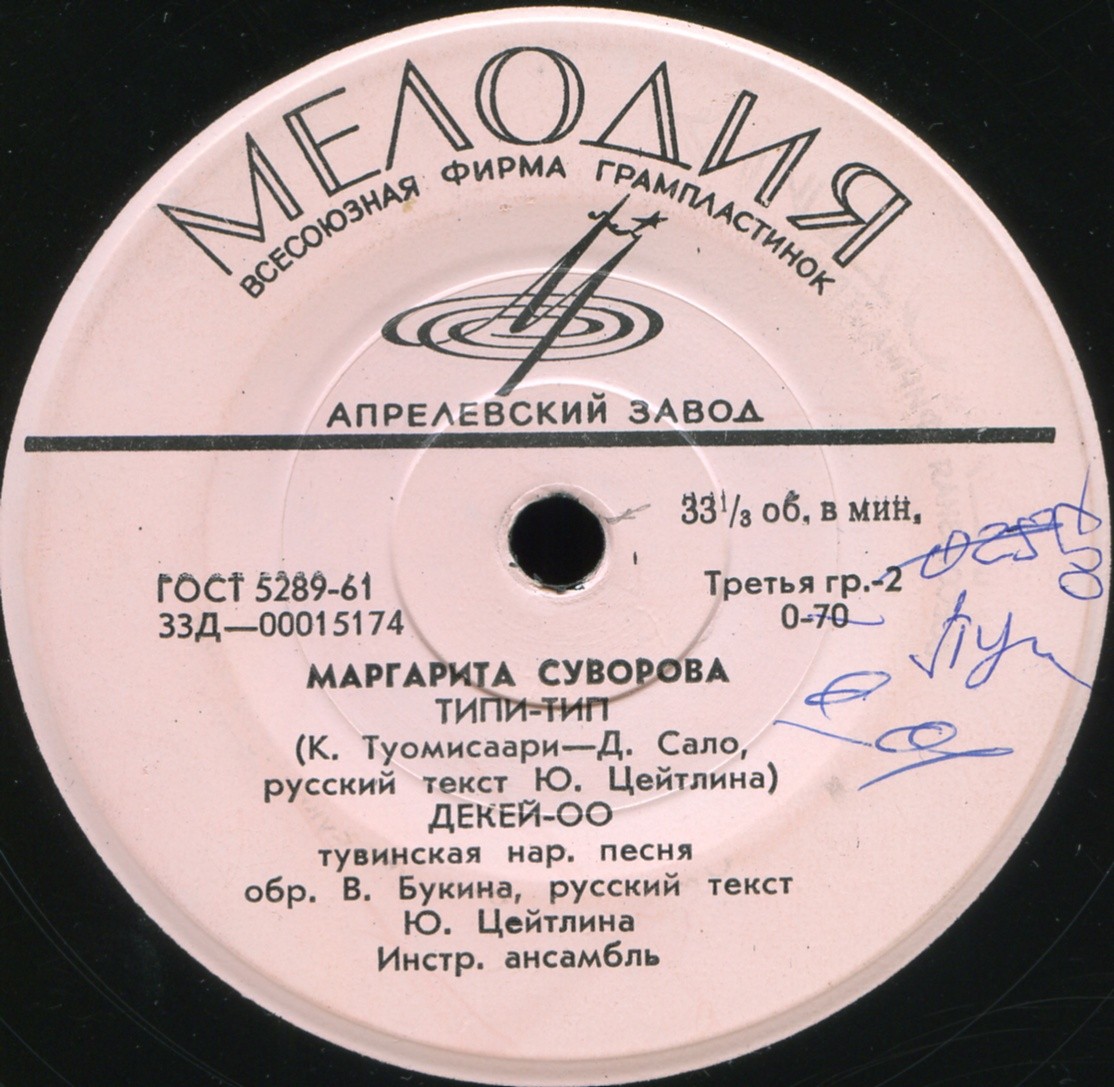 МЕЛОДИЯ
ВСЕСОЮЗНАЯ ФИРМА ГРАМПЛАСТИНОК
АПРЕЛЕВСКИЙ ЗАВОД
33⅓ об. в мин.
ГОСТ 5289-61
Третья гр.-2
33Д—00015174
0-70
МАРГАРИТА СУВОРОВА
ТИПИ-ТИП
(К. Туомисаари—Д. Сало,
русский текст Ю. Цейтлина)
ДЕКЕЙ-ОО
тувинская нар. песня
обр. В. Букина, русский текст
Ю. Цейтлина
Инстр. ансамбль